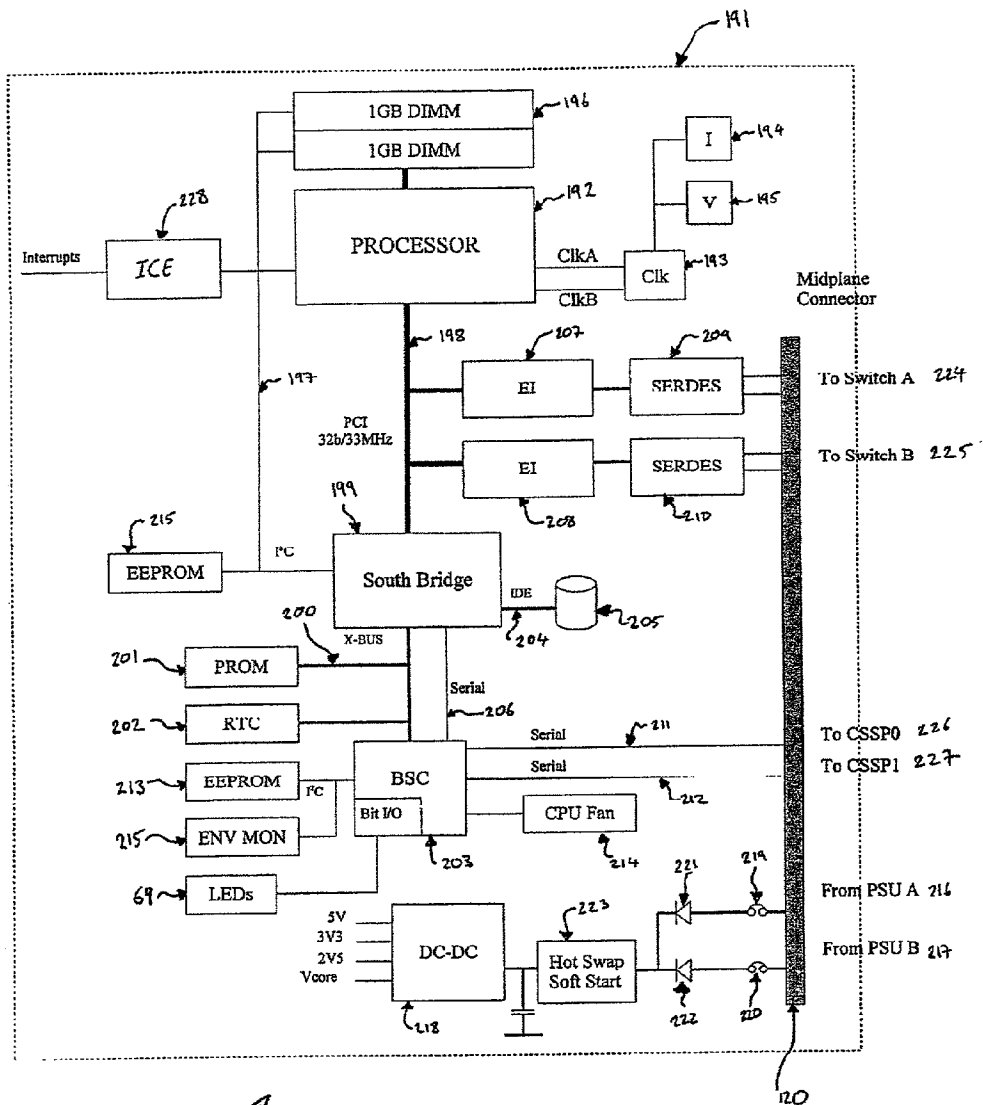 191
1GB DIMM
196
1GB DIMM
I
194
228
192
V
195
PROCESSOR
Interrupts
ICE
ClkA
Clk
193
ClkB
Midplane
Connector
198
207
209
197
EI
SERDES
To Switch A 224
PCI
32b/33MHz
EI
SERDES
To Switch B 225
199
208
210
215
I²C
EEPROM
South Bridge
IDE
204
205
200
X-BUS
201
PROM
Serial
206
202
RTC
Serial
211
To CSSP0 226
213
EEPROM
I²C
BSC
Serial
212
To CSSP1 227
Bit I/O
CPU Fan
215
ENV MON
203
214
69
LEDs
221
219
From PSU A 216
5V
3V3
2V5
Vcore
DC-DC
223
Hot Swap
Soft Start
From PSU B 217
218
222
220
120